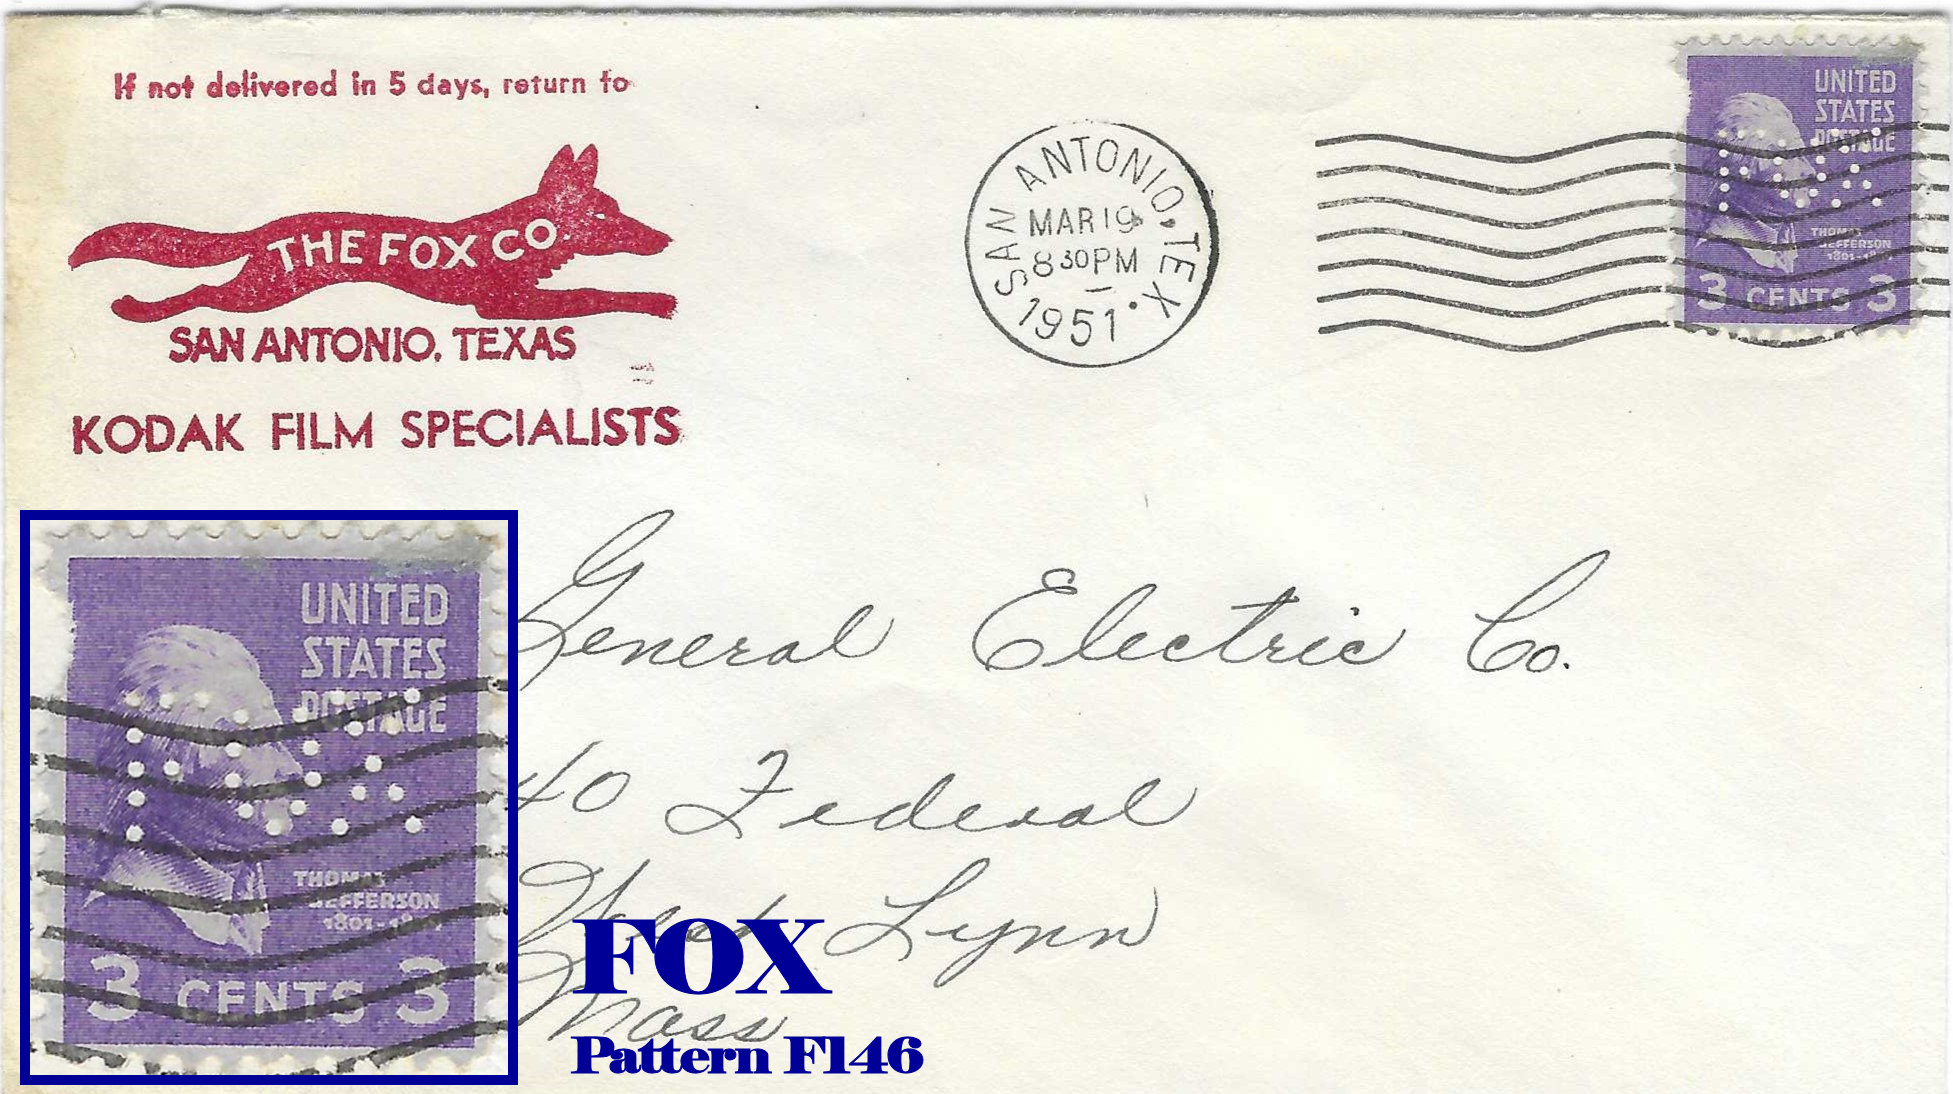 If not delivered in 5 days, return to
THE FOX CO.
SAN ANTONIO, TEXAS
KODAK FILM SPECIALISTS
SAN ANTONIO, TEX.
MAR 19
8 30 PM
1951
UNITED
STATES
POSTAGE
THOMAS
JEFFERSON
3 CENTS 3
General Electric Co.
40 Federal
West Lynn
Mass
UNITED
STATES
POSTAGE
THOMAS
JEFFERSON
3 CENTS 3
FOX
Pattern F146